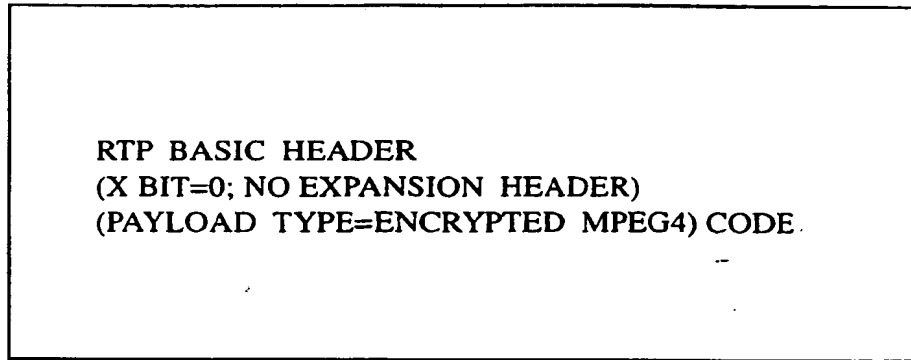 RTP BASIC HEADER
(X BIT=0; NO EXPANSION HEADER)
(PAYLOAD TYPE=ENCRYPTED MPEG4) CODE